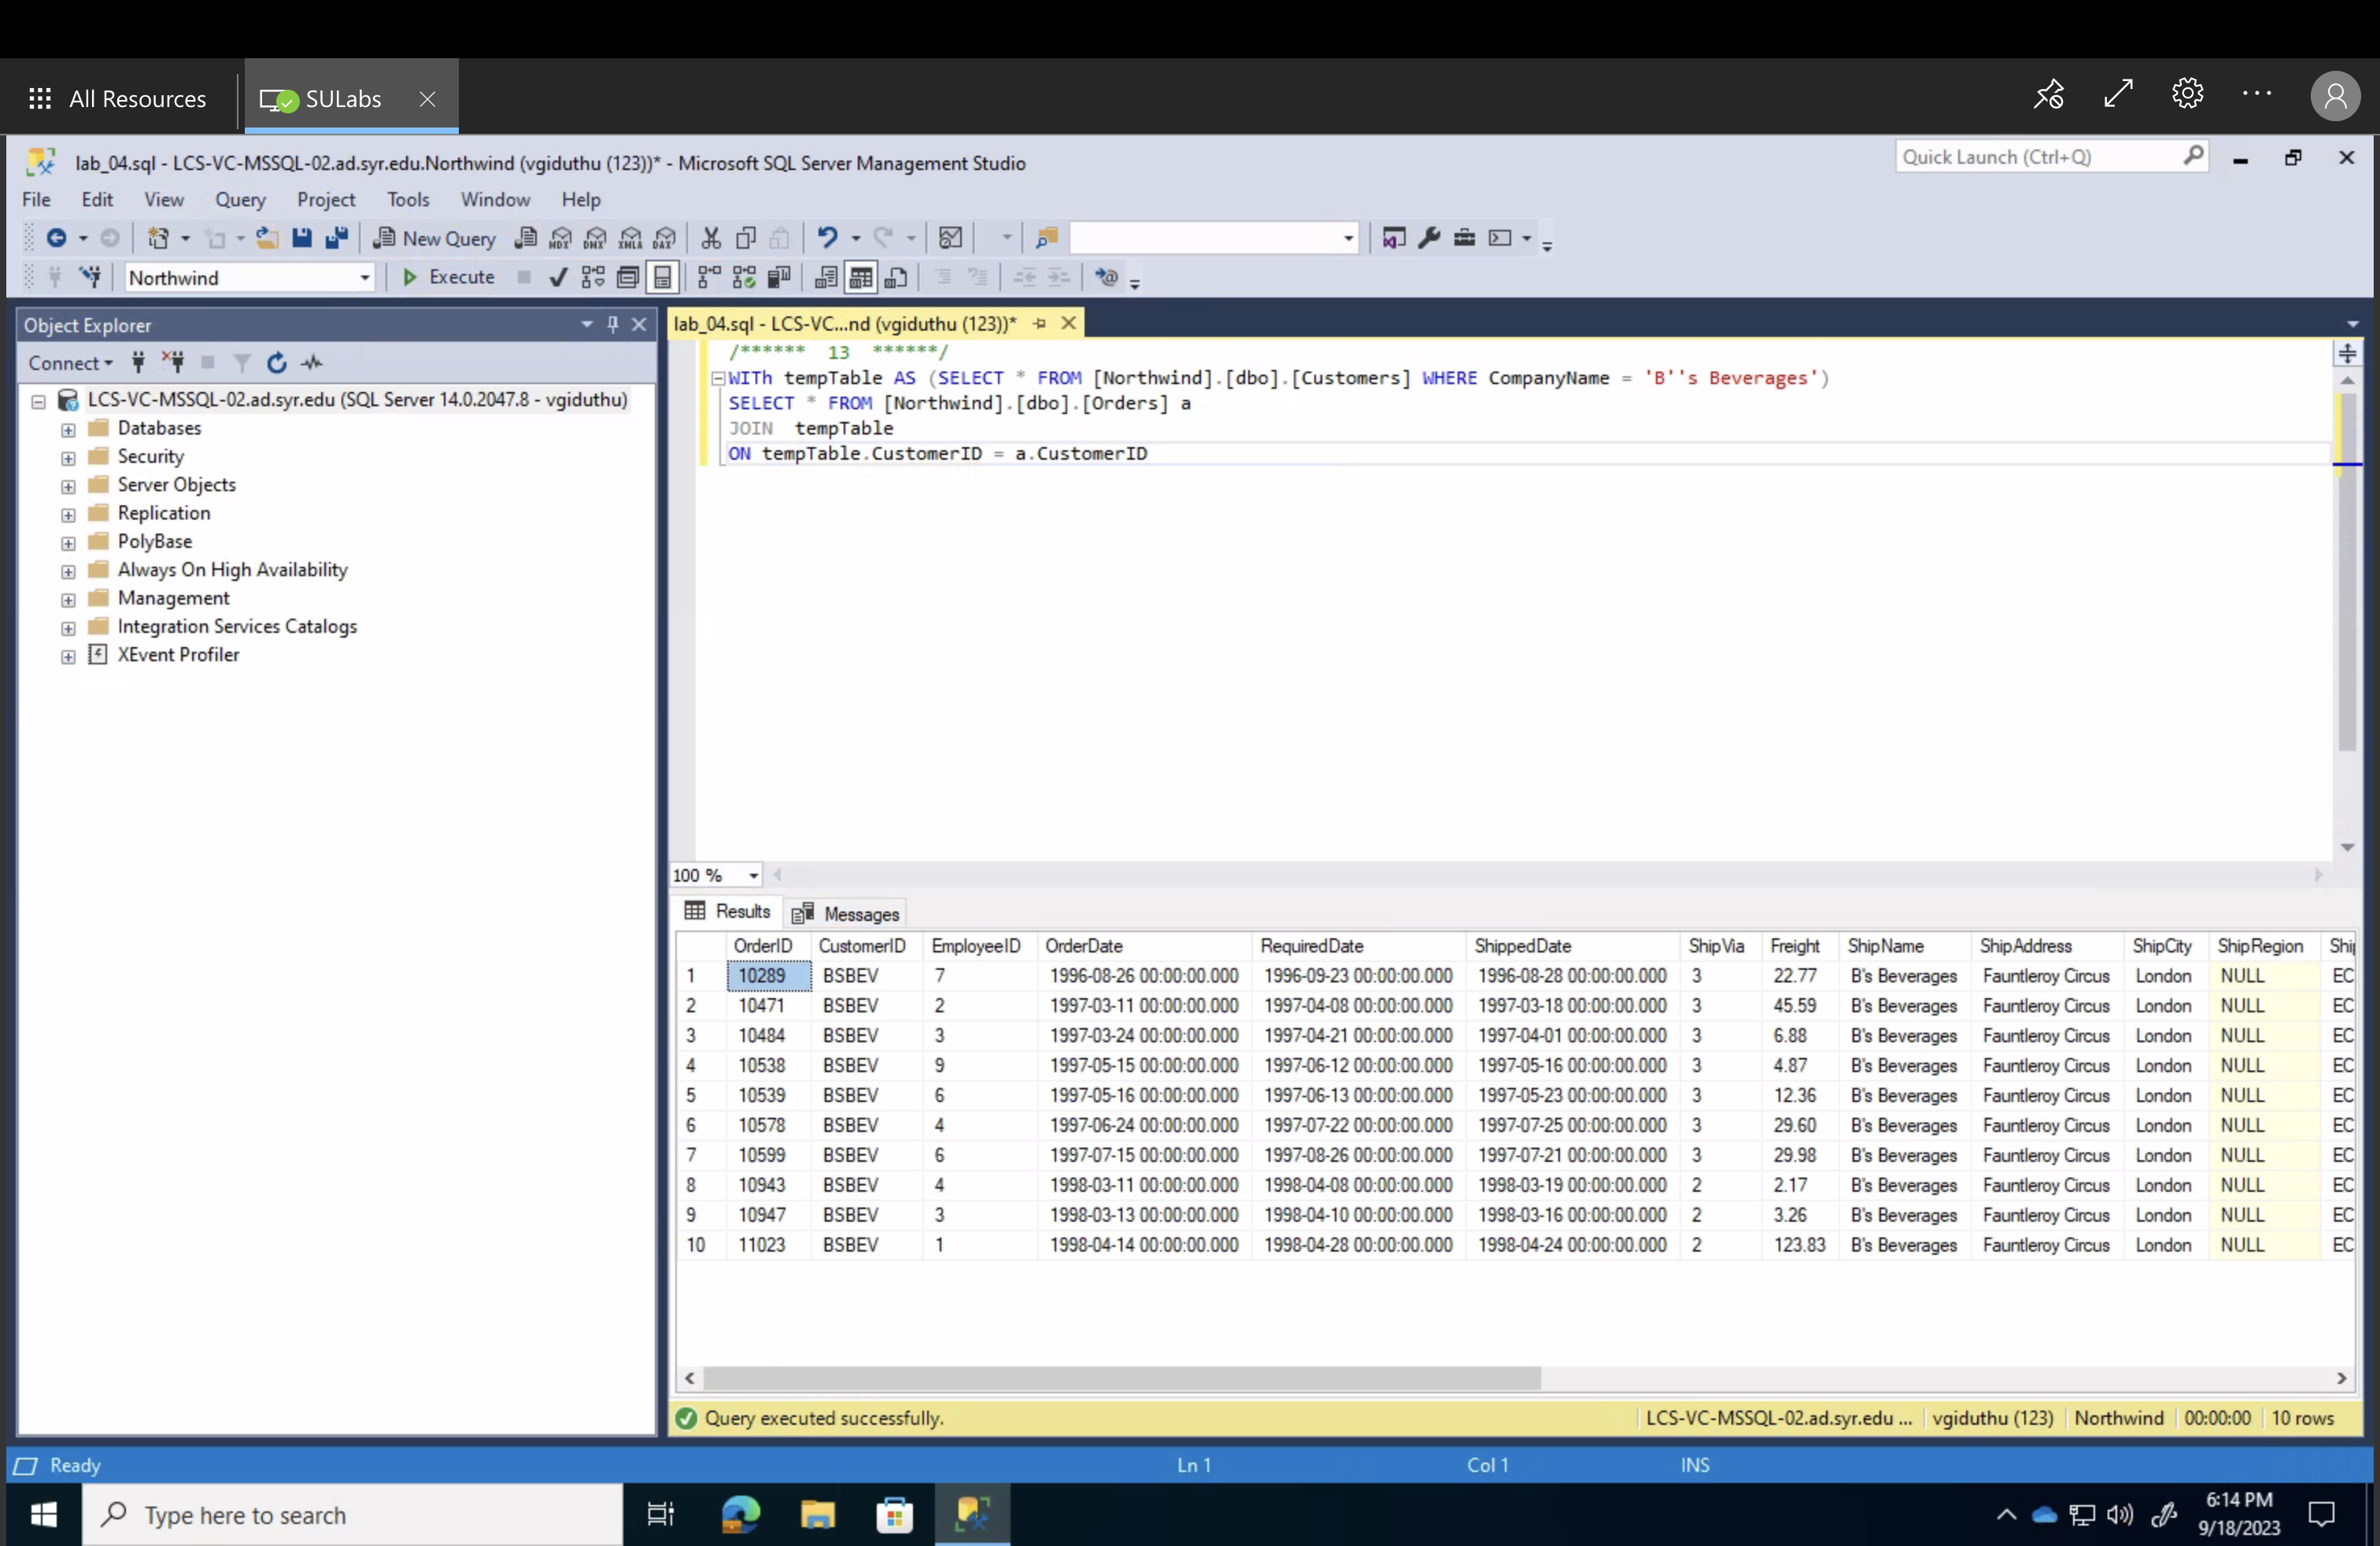 All Resources
SULabs
lab_04.sql - LCS-VC-MSSQL-02.ad.syr.edu.Northwind (vgiduthu (123))* - Microsoft SQL Server Management Studio
Quick Launch (Ctrl+Q)
File Edit View Query Project Tools Window Help
New Query MDX DMX XMLA DAX
Northwind Execute
Object Explorer
Connect
LCS-VC-MSSQL-02.ad.syr.edu (SQL Server 14.0.2047.8 - vgiduthu)
Databases
Security
Server Objects
Replication
PolyBase
Always On High Availability
Management
Integration Services Catalogs
XEvent Profiler
lab_04.sql - LCS-VC...nd (vgiduthu (123))*
/****** 13 ******/
WITh tempTable AS (SELECT * FROM [Northwind].[dbo].[Customers] WHERE CompanyName = 'B''s Beverages')
SELECT * FROM [Northwind].[dbo].[Orders] a
JOIN tempTable
ON tempTable.CustomerID = a.CustomerID
100 %
Results Messages
OrderID CustomerID EmployeeID OrderDate RequiredDate ShippedDate ShipVia Freight ShipName ShipAddress ShipCity ShipRegion Shi
1 10289 BSBEV 7 1996-08-26 00:00:00.000 1996-09-23 00:00:00.000 1996-08-28 00:00:00.000 3 22.77 B's Beverages Fauntleroy Circus London NULL EC
2 10471 BSBEV 2 1997-03-11 00:00:00.000 1997-04-08 00:00:00.000 1997-03-18 00:00:00.000 3 45.59 B's Beverages Fauntleroy Circus London NULL EC
3 10484 BSBEV 3 1997-03-24 00:00:00.000 1997-04-21 00:00:00.000 1997-04-01 00:00:00.000 3 6.88 B's Beverages Fauntleroy Circus London NULL EC
4 10538 BSBEV 9 1997-05-15 00:00:00.000 1997-06-12 00:00:00.000 1997-05-16 00:00:00.000 3 4.87 B's Beverages Fauntleroy Circus London NULL EC
5 10539 BSBEV 6 1997-05-16 00:00:00.000 1997-06-13 00:00:00.000 1997-05-23 00:00:00.000 3 12.36 B's Beverages Fauntleroy Circus London NULL EC
6 10578 BSBEV 4 1997-06-24 00:00:00.000 1997-07-22 00:00:00.000 1997-07-25 00:00:00.000 3 29.60 B's Beverages Fauntleroy Circus London NULL EC
7 10599 BSBEV 6 1997-07-15 00:00:00.000 1997-08-26 00:00:00.000 1997-07-21 00:00:00.000 3 29.98 B's Beverages Fauntleroy Circus London NULL EC
8 10943 BSBEV 4 1998-03-11 00:00:00.000 1998-04-08 00:00:00.000 1998-03-19 00:00:00.000 2 2.17 B's Beverages Fauntleroy Circus London NULL EC
9 10947 BSBEV 3 1998-03-13 00:00:00.000 1998-04-10 00:00:00.000 1998-03-16 00:00:00.000 2 3.26 B's Beverages Fauntleroy Circus London NULL EC
10 11023 BSBEV 1 1998-04-14 00:00:00.000 1998-04-28 00:00:00.000 1998-04-24 00:00:00.000 2 123.83 B's Beverages Fauntleroy Circus London NULL EC
Query executed successfully. LCS-VC-MSSQL-02.ad.syr.edu ... vgiduthu (123) Northwind 00:00:00 10 rows
Ready Ln 1 Col 1 INS
Type here to search
6:14 PM
9/18/2023